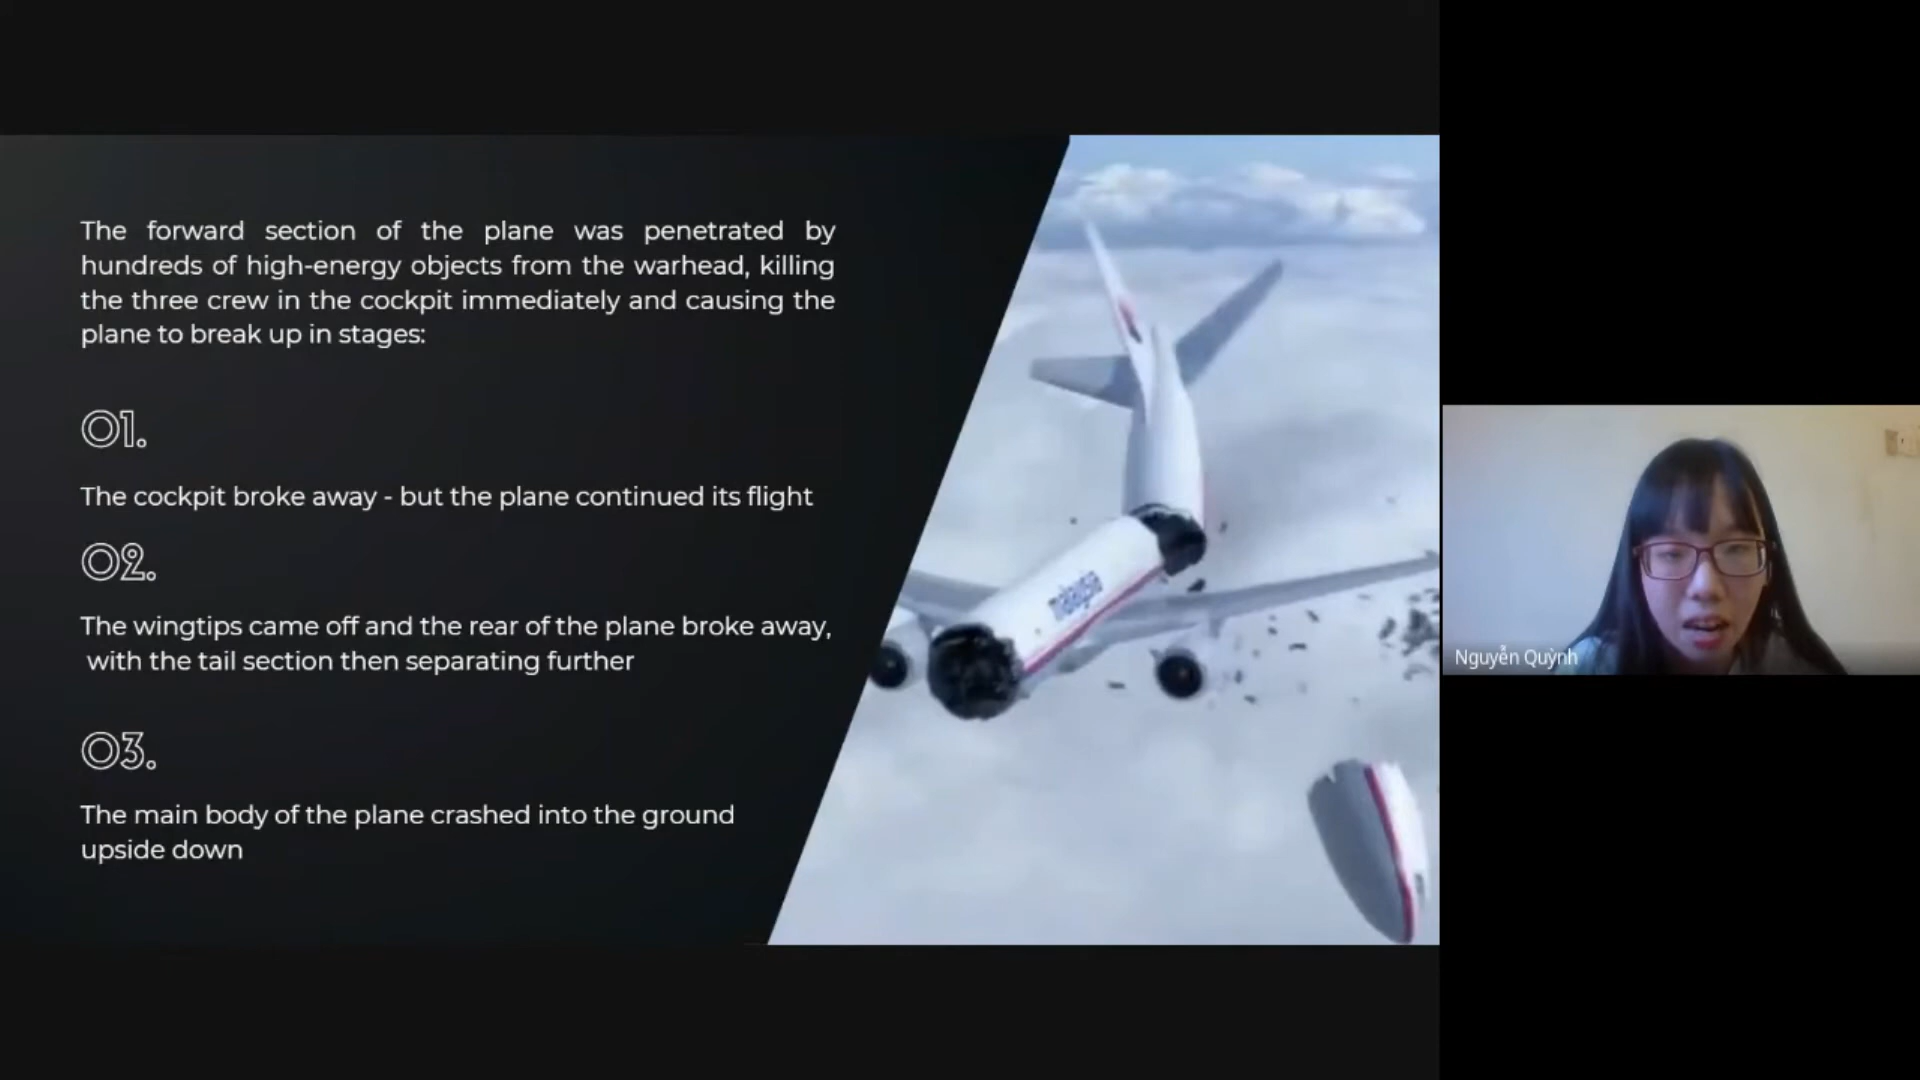 The forward section of the plane was penetrated by
hundreds of high-energy objects from the warhead, killing
the three crew in the cockpit immediately and causing the
plane to break up in stages:
01.
The cockpit broke away - but the plane continued its flight
02.
The wingtips came off and the rear of the plane broke away,
with the tail section then separating further
03.
The main body of the plane crashed into the ground
upside down
malaysia
Nguyễn Quỳnh